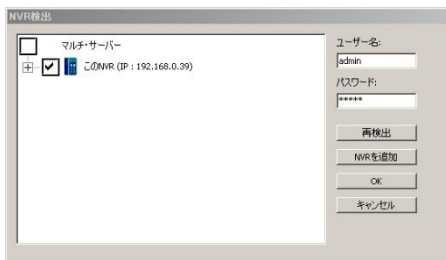 NVR検出
マルチ・サーバー
このNVR (IP : 192.168.0.39)
ユーザー名:
admin
パスワード:
*****
再検出
NVRを追加
OK
キャンセル